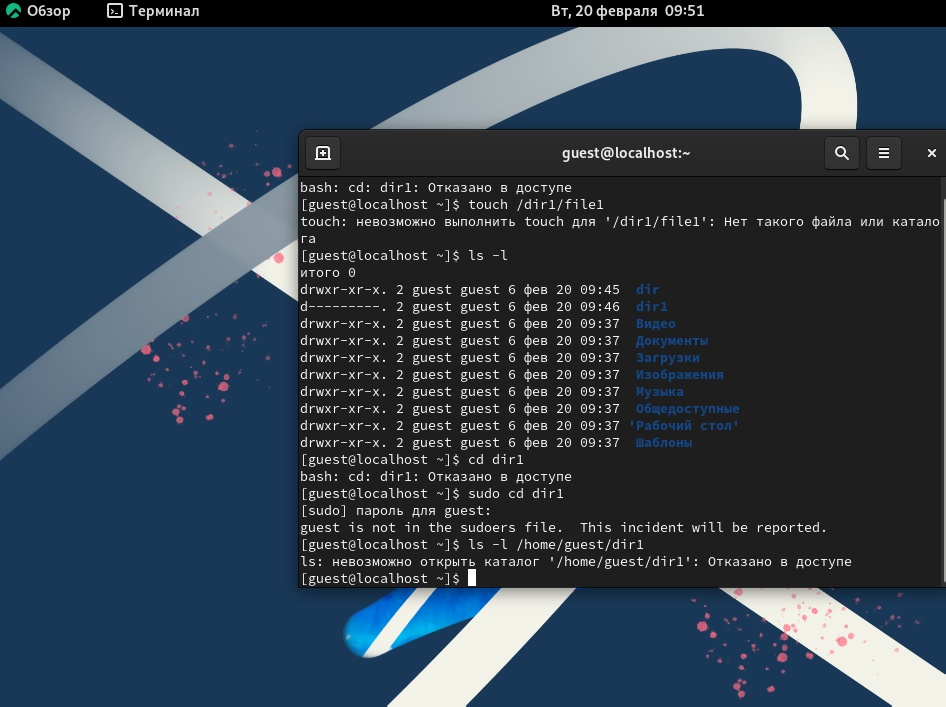 Обзор Терминал Вт, 20 февраля 09:51
guest@localhost:~
bash: cd: dir1: Отказано в доступе
[guest@localhost ~]$ touch /dir1/file1
touch: невозможно выполнить touch для '/dir1/file1': Нет такого файла или катало
га
[guest@localhost ~]$ ls -l
итого 0
drwxr-xr-x. 2 guest guest 6 фев 20 09:45  dir
d---------. 2 guest guest 6 фев 20 09:46  dir1
drwxr-xr-x. 2 guest guest 6 фев 20 09:37  Видео
drwxr-xr-x. 2 guest guest 6 фев 20 09:37  Документы
drwxr-xr-x. 2 guest guest 6 фев 20 09:37  Загрузки
drwxr-xr-x. 2 guest guest 6 фев 20 09:37  Изображения
drwxr-xr-x. 2 guest guest 6 фев 20 09:37  Музыка
drwxr-xr-x. 2 guest guest 6 фев 20 09:37  Общедоступные
drwxr-xr-x. 2 guest guest 6 фев 20 09:37 'Рабочий стол'
drwxr-xr-x. 2 guest guest 6 фев 20 09:37  Шаблоны
[guest@localhost ~]$ cd dir1
bash: cd: dir1: Отказано в доступе
[guest@localhost ~]$ sudo cd dir1
[sudo] пароль для guest:
guest is not in the sudoers file.  This incident will be reported.
[guest@localhost ~]$ ls -l /home/guest/dir1
ls: невозможно открыть каталог '/home/guest/dir1': Отказано в доступе
[guest@localhost ~]$